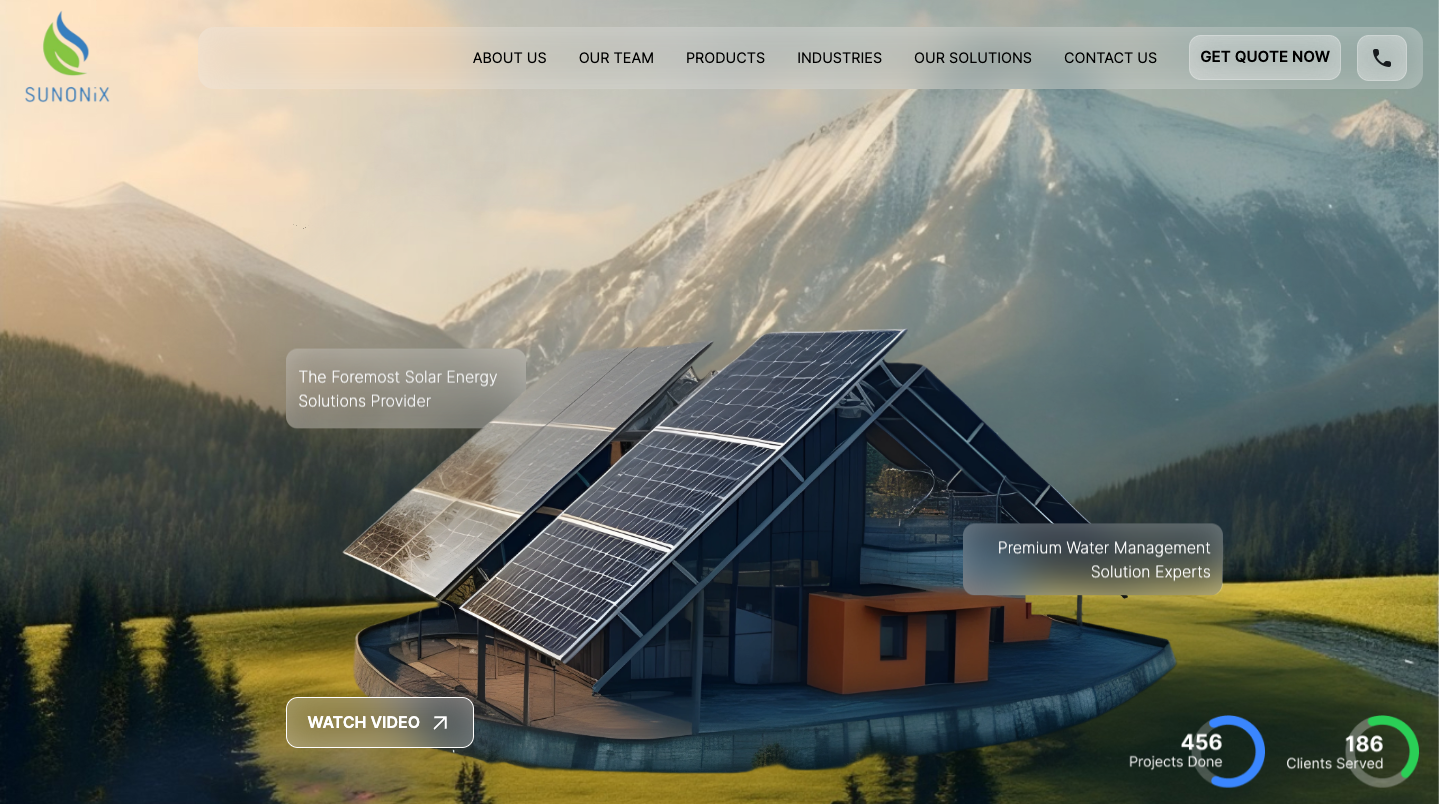 SUNONiX
ABOUT US
OUR TEAM
PRODUCTS
INDUSTRIES
OUR SOLUTIONS
CONTACT US
GET QUOTE NOW
The Foremost Solar Energy
Solutions Provider
Premium Water Management
Solution Experts
WATCH VIDEO
456
Projects Done
186
Clients Served